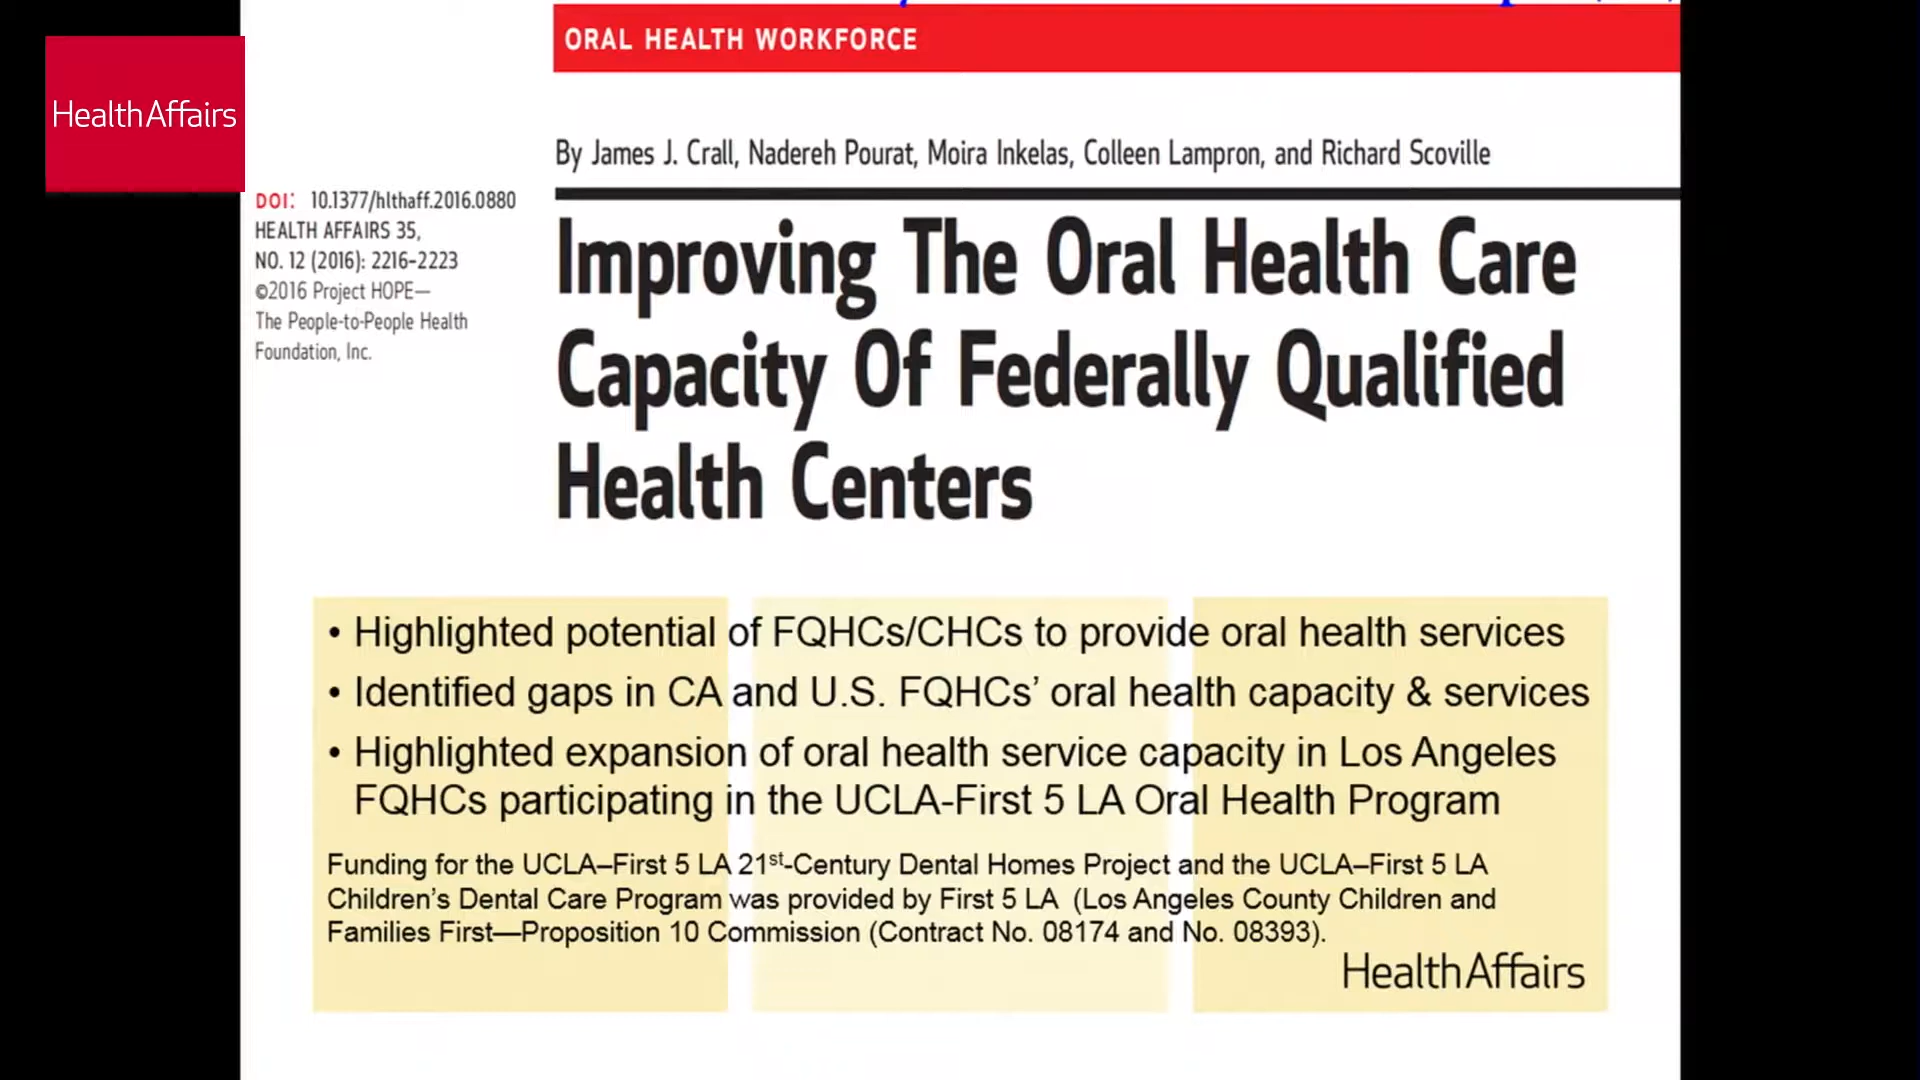 ORAL HEALTH WORKFORCE
HealthAffairs
By James J. Crall, Nadereh Pourat, Moira Inkelas, Colleen Lampron, and Richard Scoville
DOI: 10.1377/hlthaff.2016.0880
HEALTH AFFAIRS 35,
NO. 12 (2016): 2216–2223
©2016 Project HOPE—
The People-to-People Health
Foundation, Inc.
Improving The Oral Health Care
Capacity Of Federally Qualified
Health Centers
• Highlighted potential of FQHCs/CHCs to provide oral health services
• Identified gaps in CA and U.S. FQHCs’ oral health capacity & services
• Highlighted expansion of oral health service capacity in Los Angeles
FQHCs participating in the UCLA-First 5 LA Oral Health Program
Funding for the UCLA–First 5 LA 21st-Century Dental Homes Project and the UCLA–First 5 LA
Children’s Dental Care Program was provided by First 5 LA (Los Angeles County Children and
Families First—Proposition 10 Commission (Contract No. 08174 and No. 08393).
HealthAffairs